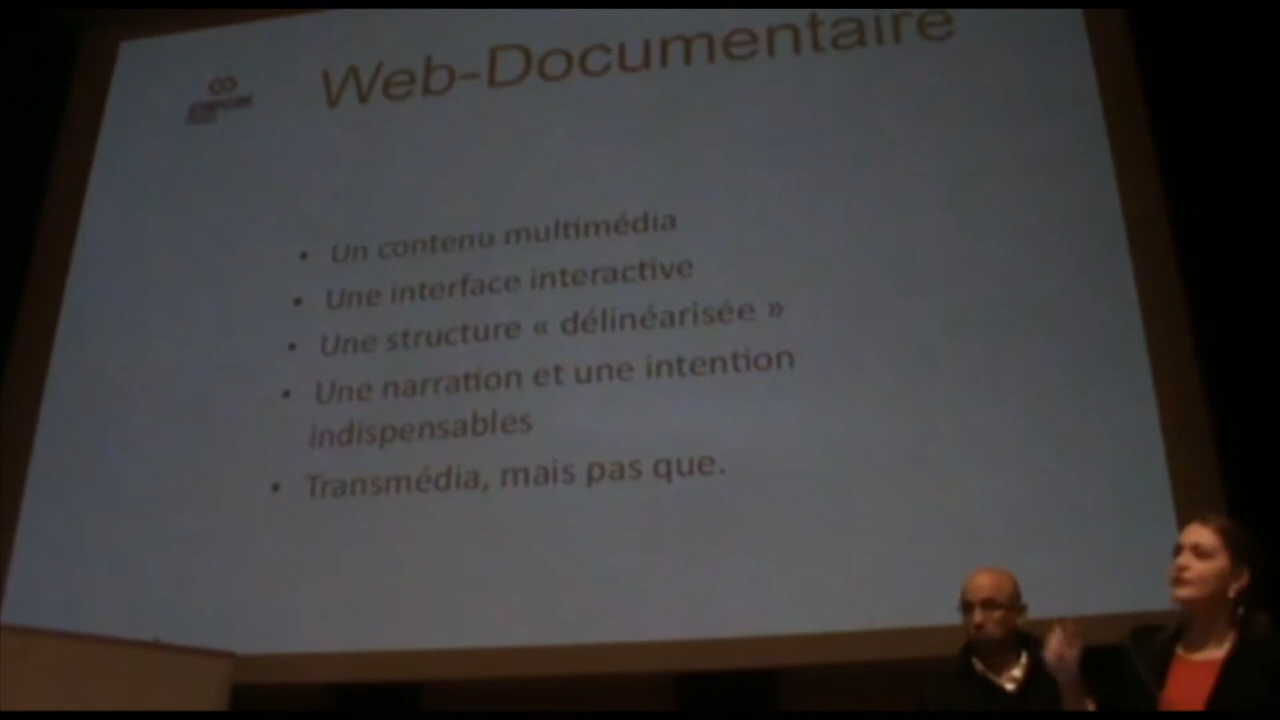 Web-Documentaire
• Un contenu multimédia
• Une interface interactive
• Une structure « délinéarisée »
• Une narration et une intention
indispensables
• Transmédia, mais pas que.